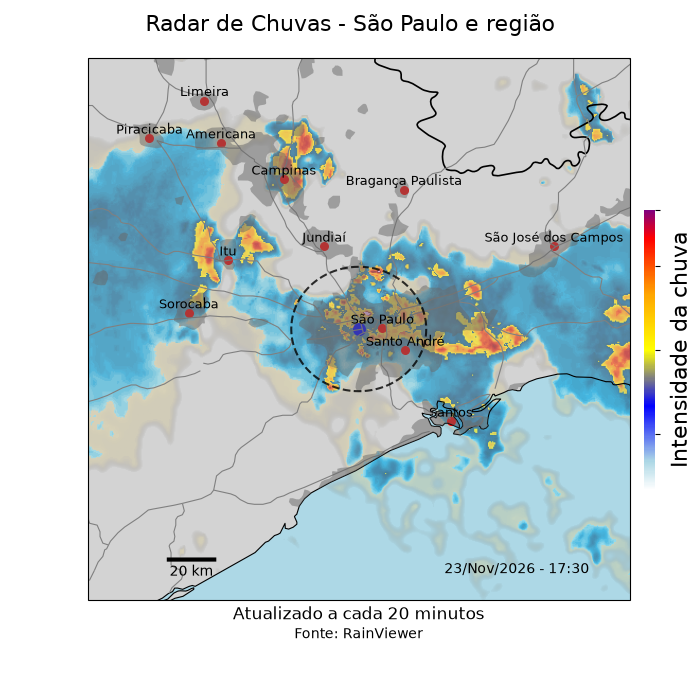 Radar de Chuvas - São Paulo e região
Limeira
Piracicaba
Americana
Campinas
Bragança Paulista
Jundiaí
São José dos Campos
Itu
Sorocaba
São Paulo
Santo André
Santos
Intensidade da chuva
20 km
23/Nov/2026 - 17:30
Atualizado a cada 20 minutos
Fonte: RainViewer